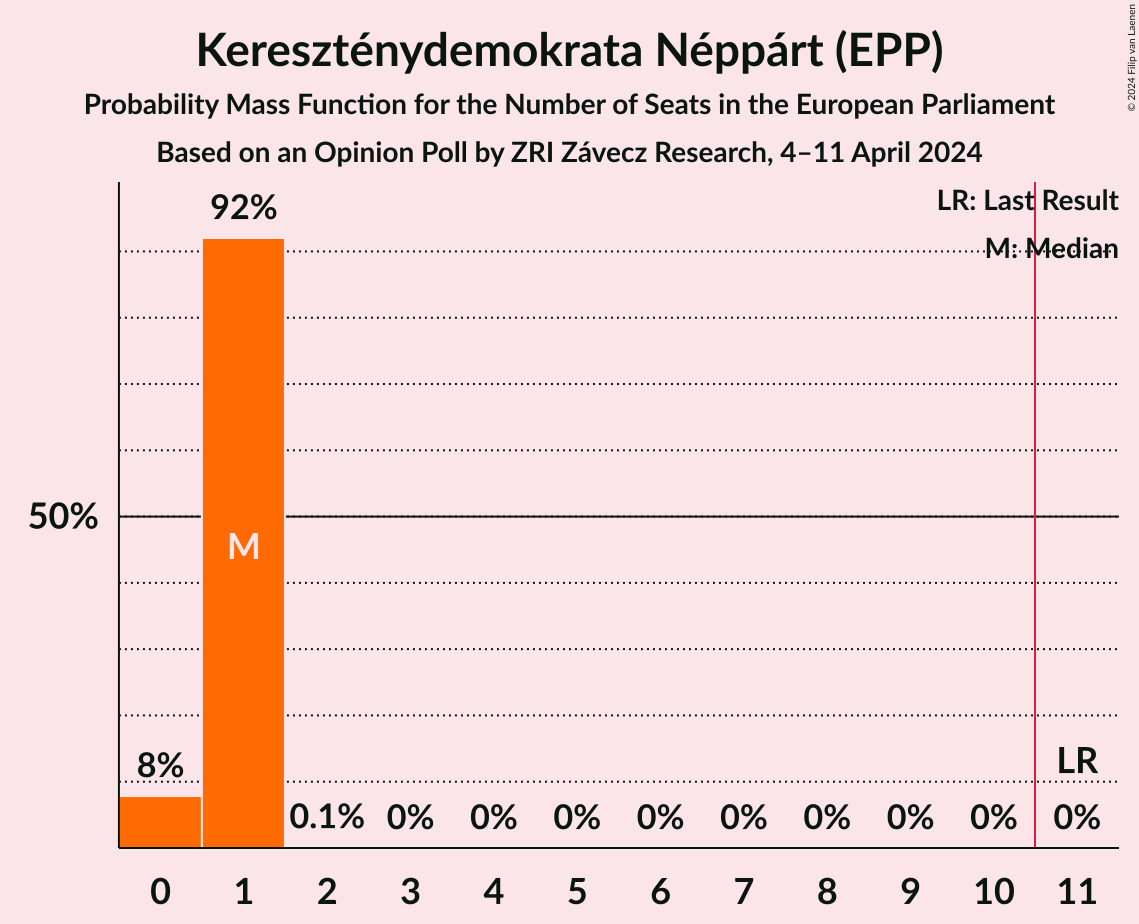 Kereszténydemokrata Néppárt (EPP)
Probability Mass Function for the Number of Seats in the European Parliament
Based on an Opinion Poll by ZRI Závecz Research, 4–11 April 2024
© 2024 Filip van Laenen
LR: Last Result
M: Median
92%
50%
M
8%
LR
0.1% 0% 0% 0% 0% 0% 0% 0% 0% 0%
0 1 2 3 4 5 6 7 8 9 10 11